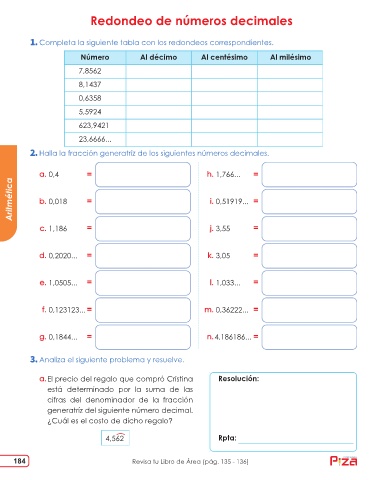 Redondeo de números decimales
1. Completa la siguiente tabla con los redondeos correspondientes.
Número Al décimo Al centésimo Al milésimo
7,8562
8,1437
0,6358
5,5924
623,9421
23,6666...
2. Halla la fracción generatriz de los siguientes números decimales.
a. 0,4 = h. 1,766... =
b. 0,018 = i. 0,51919... =
c. 1,186 = j. 3,55 =
d. 0,2020... = k. 3,05 =
e. 1,0505... = l. 1,033... =
f. 0,123123... = m. 0,36222... =
g. 0,1844... = n. 4,186186... =
Aritmética
3. Analiza el siguiente problema y resuelve.
a. El precio del regalo que compró Cristina
está determinado por la suma de las
cifras del denominador de la fracción
generatriz del siguiente número decimal.
¿Cuál es el costo de dicho regalo?
4,562
Resolución:
Rpta:
184 Revisa tu Libro de Área (pág. 135 - 136)